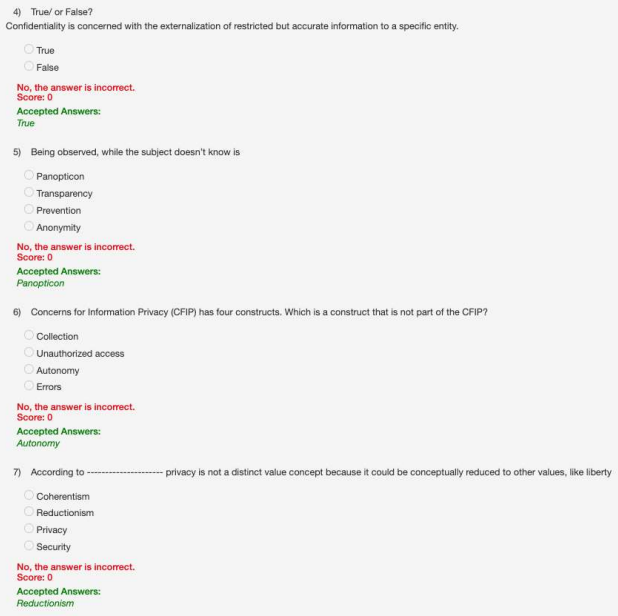 4) True/ or False?
Confidentiality is concerned with the externalization of restricted but accurate information to a specific entity.
True
False
No, the answer is incorrect.
Score: 0
Accepted Answers:
True
5) Being observed, while the subject doesn't know is
Panopticon
Transparency
Prevention
Anonymity
No, the answer is incorrect.
Score: 0
Accepted Answers:
Panopticon
6) Concerns for Information Privacy (CFIP) has four constructs. Which is a construct that is not part of the CFIP?
Collection
Unauthorized access
Autonomy
Errors
No, the answer is incorrect.
Score: 0
Accepted Answers:
Autonomy
7) According to --------------------- privacy is not a distinct value concept because it could be conceptually reduced to other values, like liberty
Coherentism
Reductionism
Privacy
Security
No, the answer is incorrect.
Score: 0
Accepted Answers:
Reductionism